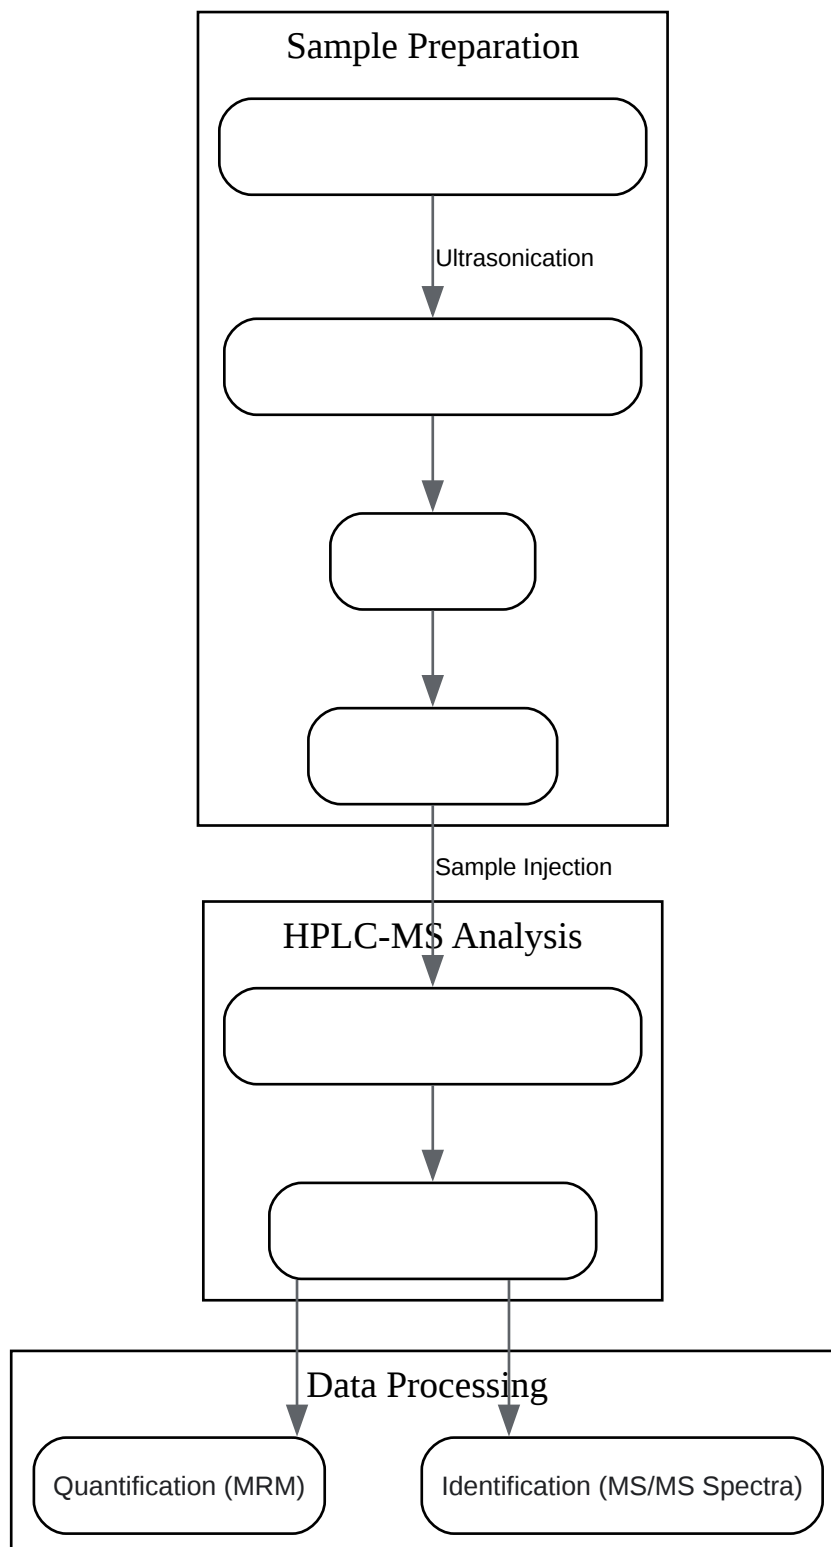 Sample Preparation
Ultrasonication
Sample Injection
HPLC-MS Analysis
Data Processing
Quantification (MRM)
Identification (MS/MS Spectra)